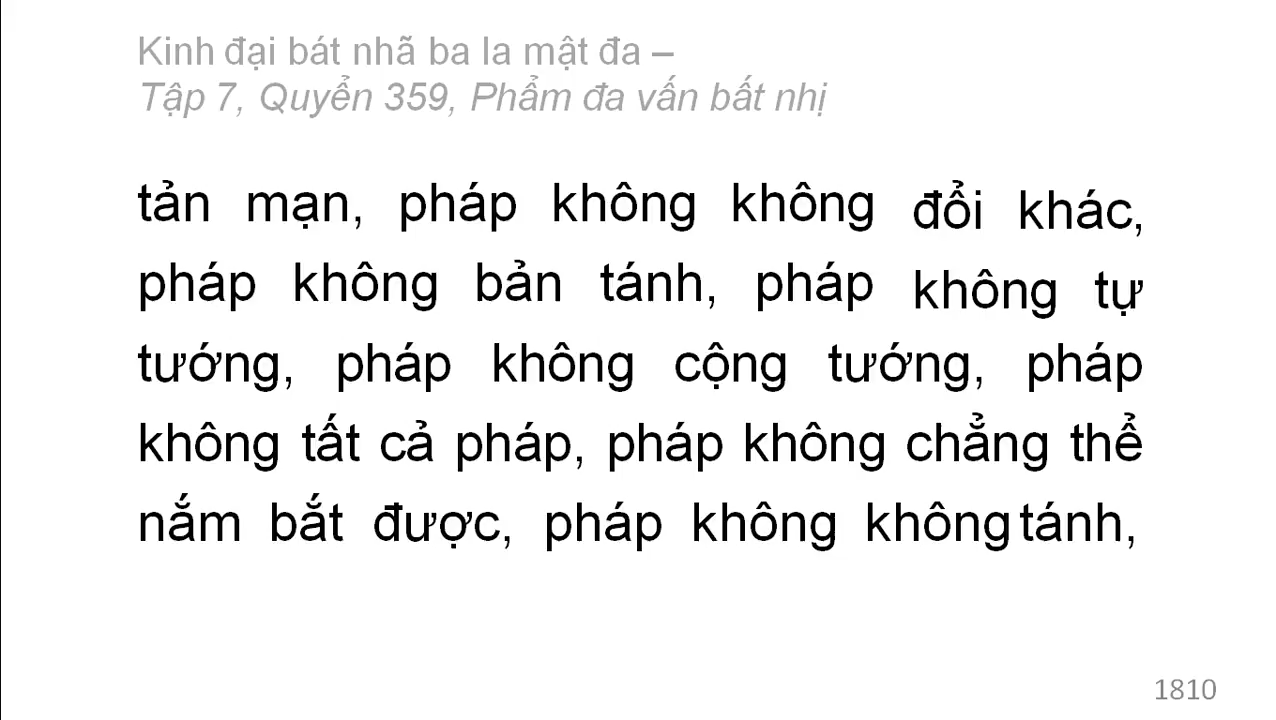 Kinh đại bát nhã ba la mật đa –
Tập 7, Quyển 359, Phẩm đa vấn bất nhị
tản mạn, pháp không không đổi khác,
pháp không bản tánh, pháp không tự
tướng, pháp không cộng tướng, pháp
không tất cả pháp, pháp không chẳng thể
nắm bắt được, pháp không không tánh,
1810